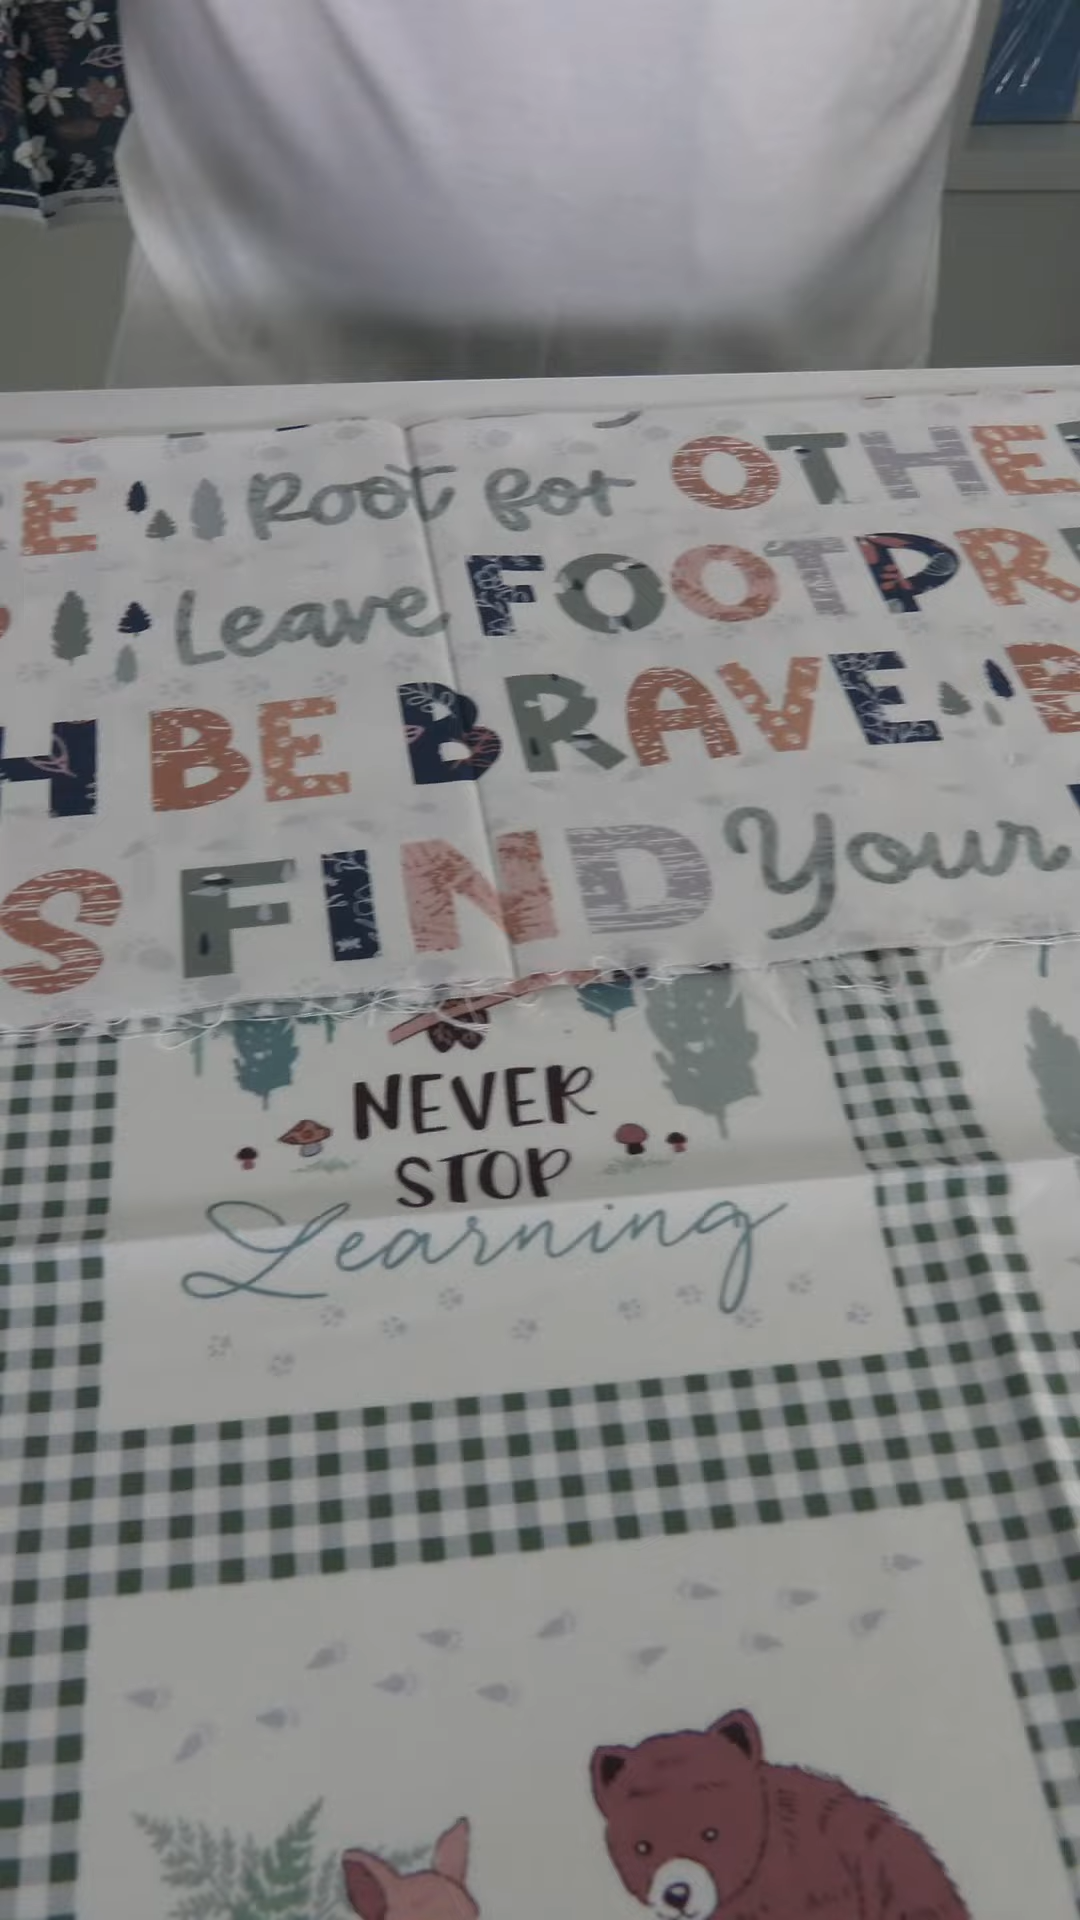 E Root for OTHE
Leave FOOTPR
H BE BRAVE B
S FIND Your
NEVER
STOP
Learning